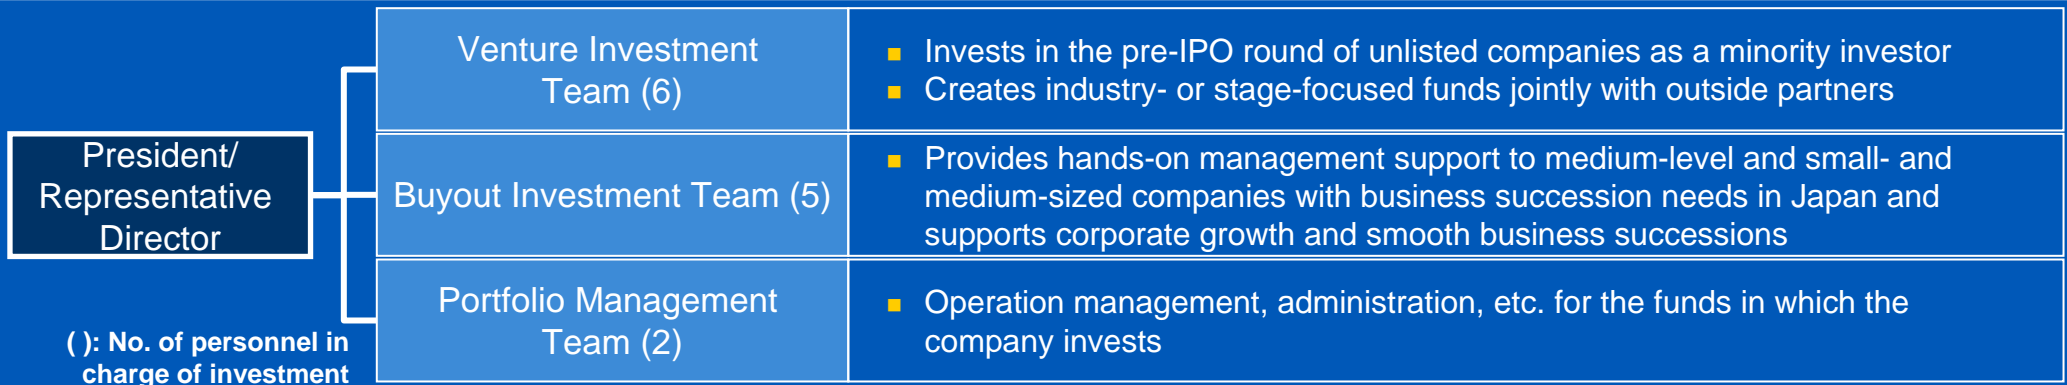 President/
Representative
Director
( ): No. of personnel in
charge of investment
Venture Investment
Team (6)
■ Invests in the pre-IPO round of unlisted companies as a minority investor
■ Creates industry- or stage-focused funds jointly with outside partners
Buyout Investment Team (5)
■ Provides hands-on management support to medium-level and small- and
medium-sized companies with business succession needs in Japan and
supports corporate growth and smooth business successions
Portfolio Management
Team (2)
■ Operation management, administration, etc. for the funds in which the
company invests